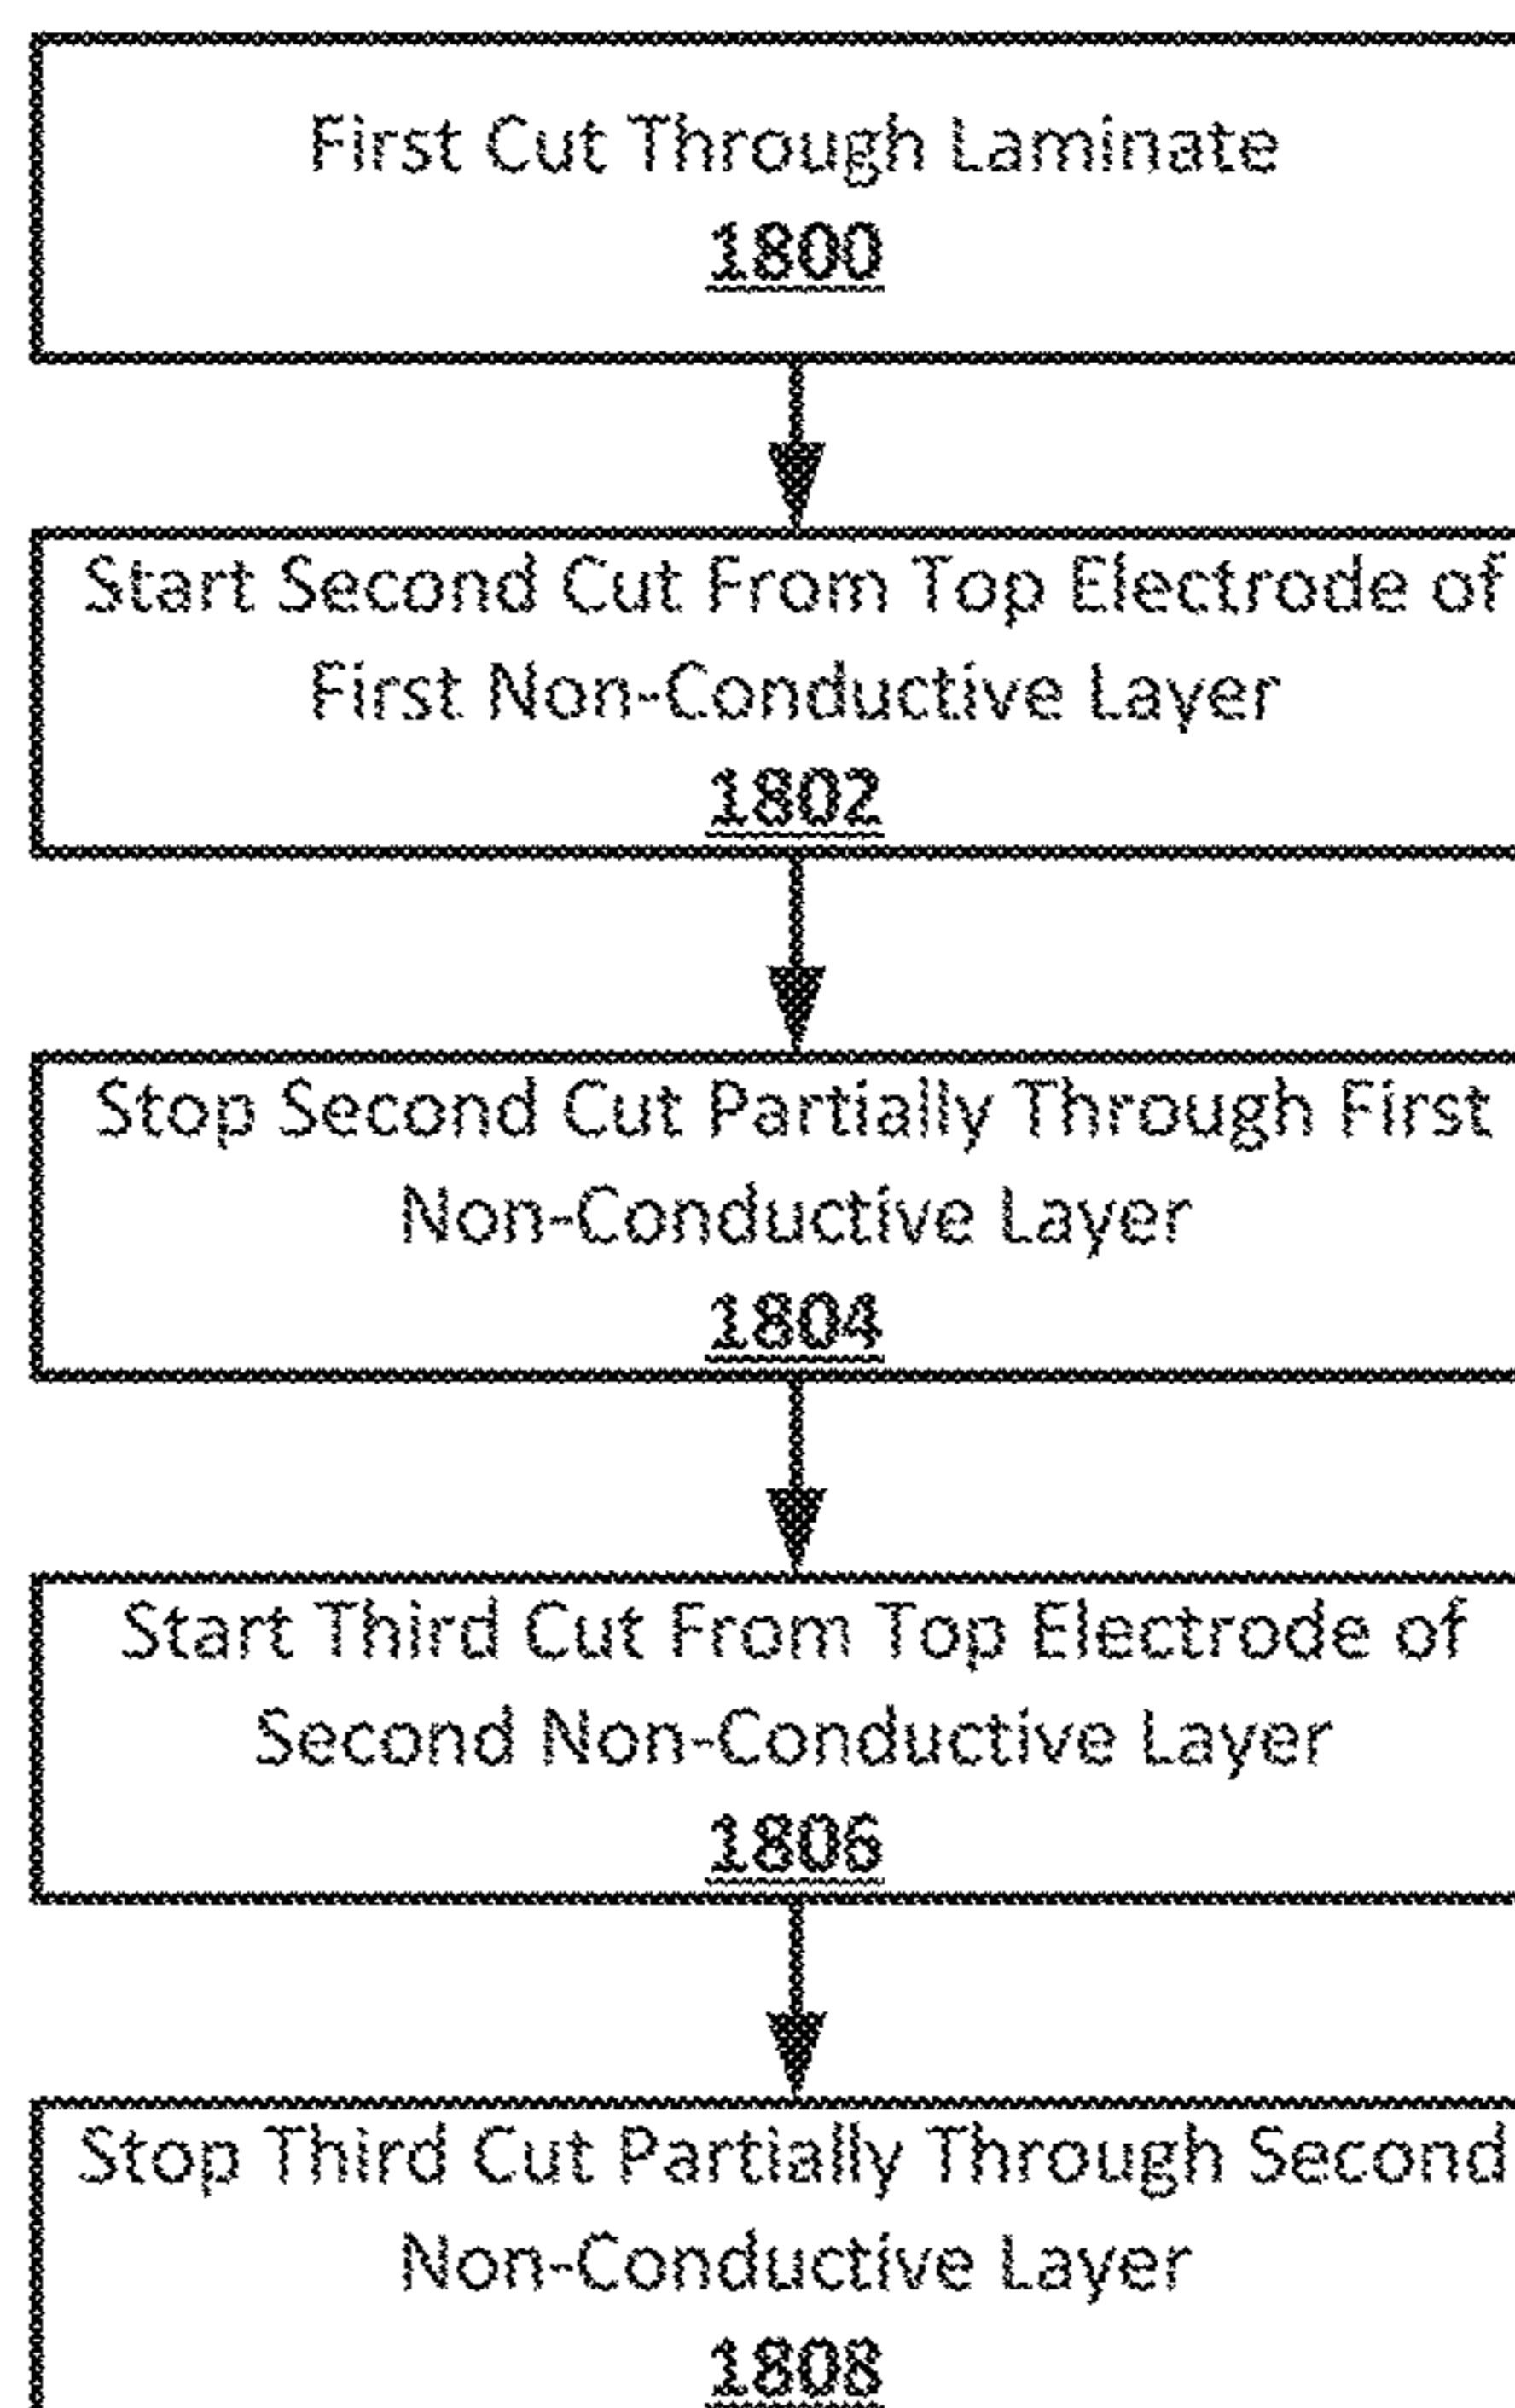 First Cut Through Laminate
1800
Start Second Cut From Top Electrode of
First Non-Conductive Layer
1802
Stop Second Cut Partially Through First
Non-Conductive Layer
1804
Start Third Cut From Top Electrode of
Second Non-Conductive Layer
1806
Stop Third Cut Partially Through Second
Non-Conductive Layer
1808